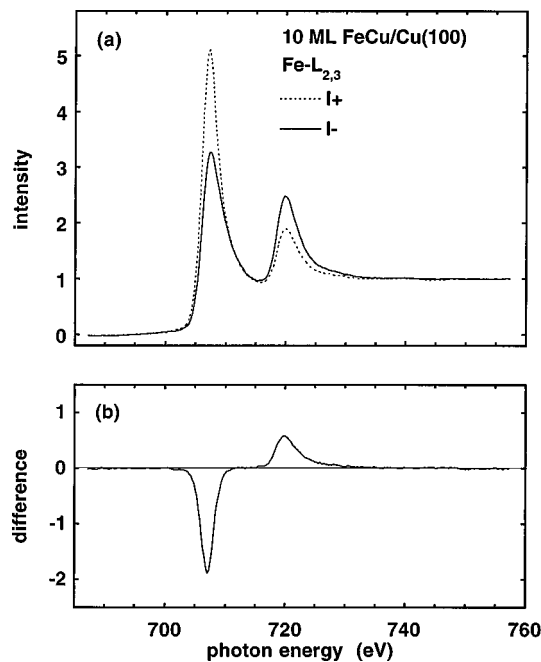 (a)
10 ML FeCu/Cu(100)
Fe-L2,3
I+
I-
5
4
3
2
1
0
intensity
(b)
1
0
-1
-2
difference
700
720
740
760
photon energy (eV)